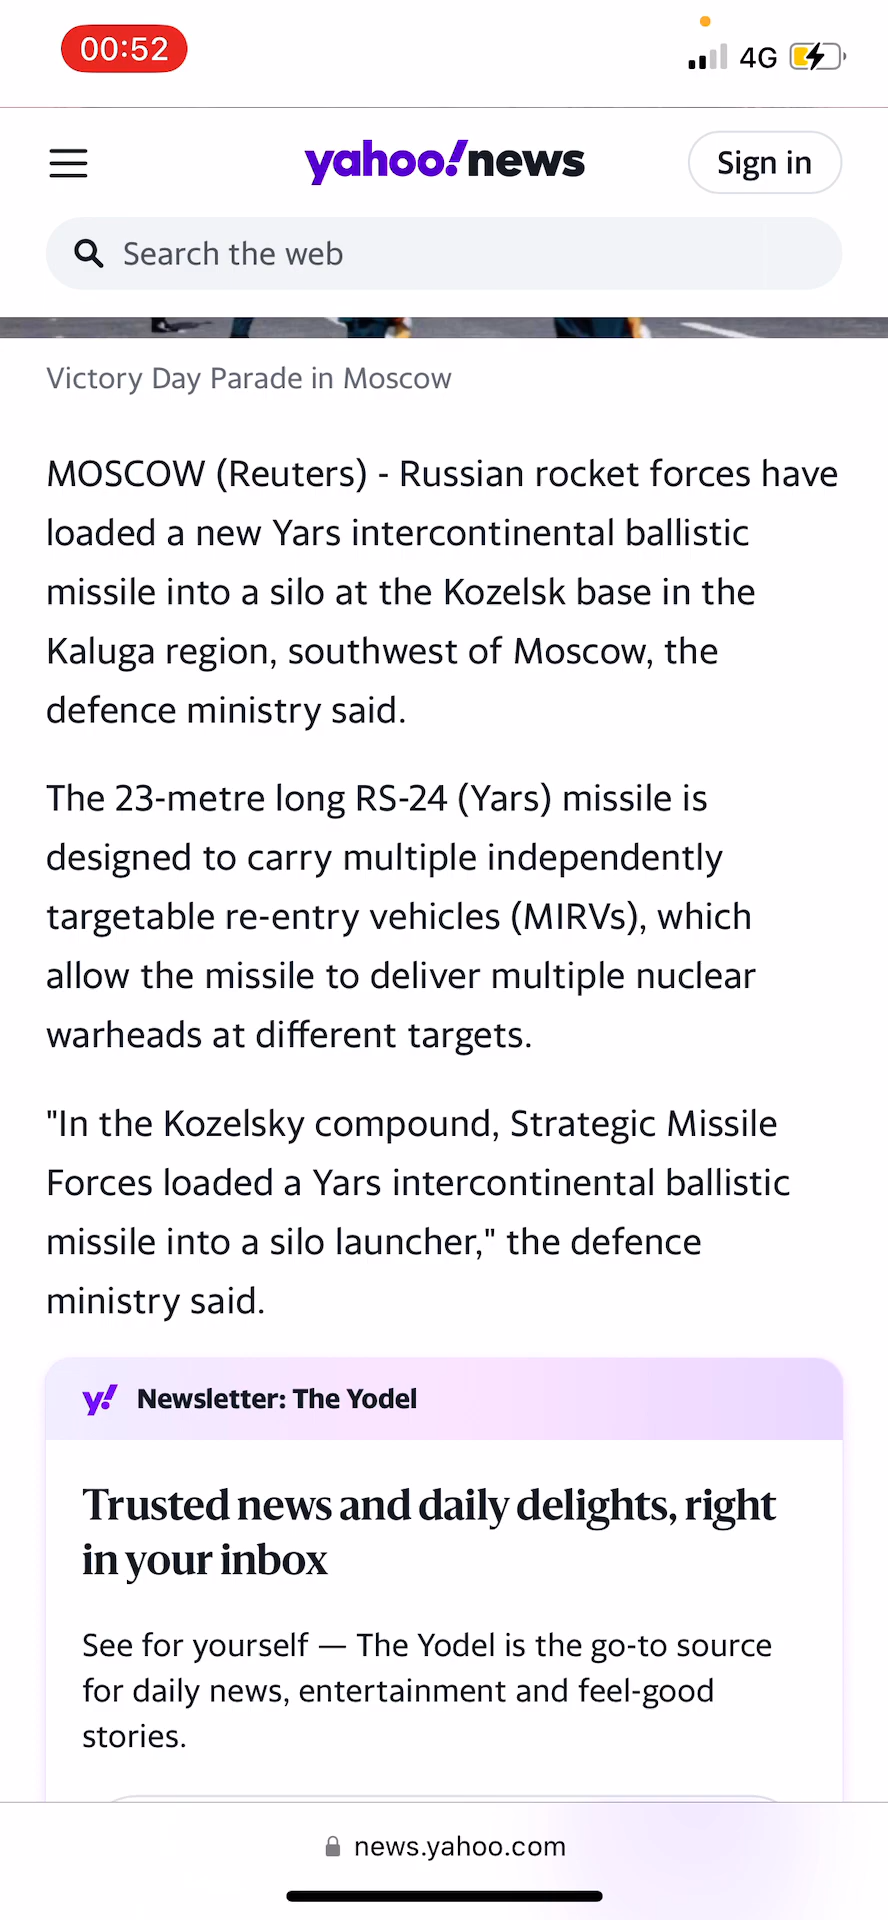 00:52
4G
yahoo!news
Sign in
Search the web
Victory Day Parade in Moscow
MOSCOW (Reuters) - Russian rocket forces have
loaded a new Yars intercontinental ballistic
missile into a silo at the Kozelsk base in the
Kaluga region, southwest of Moscow, the
defence ministry said.
The 23-metre long RS-24 (Yars) missile is
designed to carry multiple independently
targetable re-entry vehicles (MIRVs), which
allow the missile to deliver multiple nuclear
warheads at different targets.
"In the Kozelsky compound, Strategic Missile
Forces loaded a Yars intercontinental ballistic
missile into a silo launcher," the defence
ministry said.
y! Newsletter: The Yodel
Trusted news and daily delights, right
in your inbox
See for yourself — The Yodel is the go-to source
for daily news, entertainment and feel-good
stories.
news.yahoo.com